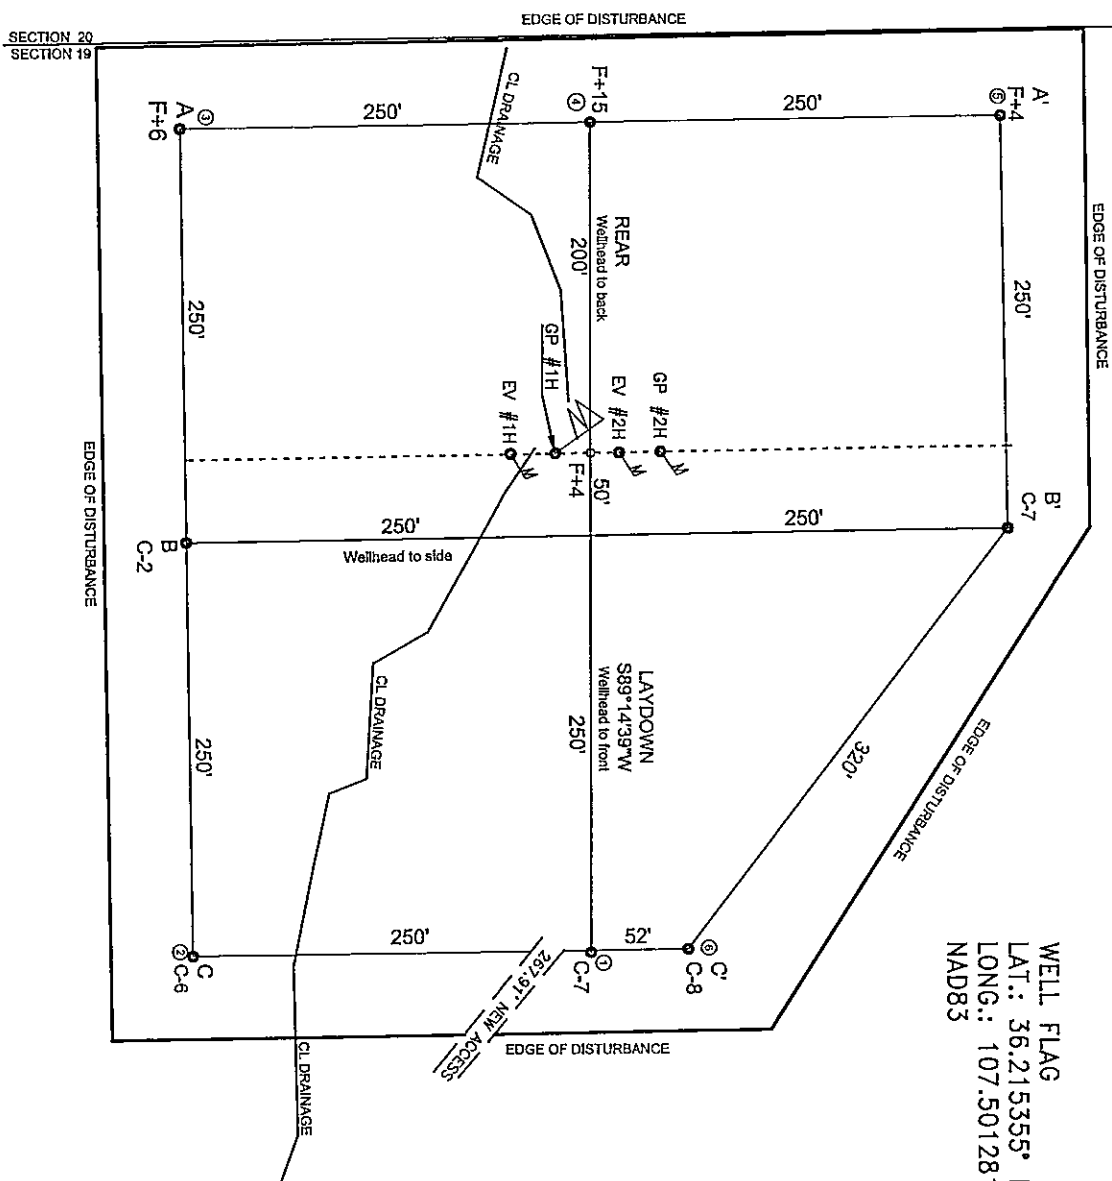 EDGE OF DISTURBANCE
SECTION 20
SECTION 19
EDGE OF DISTURBANCE
A'
F+4
⑤
250'
F+15
④
250'
A
F+6
③
CL DRAINAGE
REAR
Wellhead to back
200'
250'
250'
GP #1H
EV #1H
EV #2H
GP #2H
F+4
50'
B'
C-7
250'
250'
Wellhead to side
B
C-2
EDGE OF DISTURBANCE
LAYDOWN
S89°14'39"W
Wellhead to front
250'
320'
EDGE OF DISTURBANCE
CL DRAINAGE
250'
C'
C-8
⑥
52'
①
C-7
250'
②
C
C-6
267.91' NEW ACCESS
EDGE OF DISTURBANCE
CL DRAINAGE
WELL FLAG
LAT.: 36.215355°
LONG.: 107.50128
NAD83